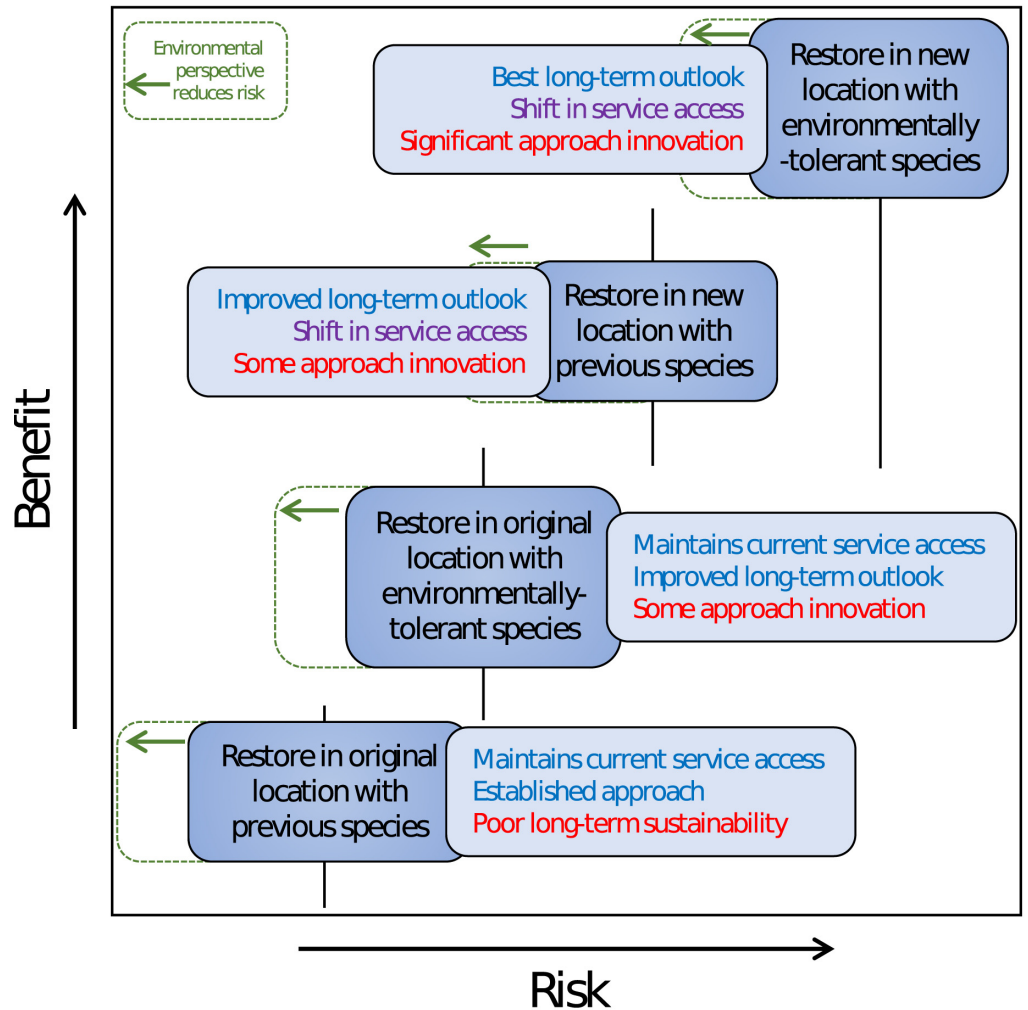 Environmental
perspective
reduces risk
Best long-term outlook
Shift in service access
Significant approach innovation
Restore in new
location with
environmentally
-tolerant species
Improved long-term outlook
Shift in service access
Some approach innovation
Restore in new
location with
previous species
Benefit
Restore in original
location with
environmentally-
tolerant species
Maintains current service access
Improved long-term outlook
Some approach innovation
Restore in original
location with
previous species
Maintains current service access
Established approach
Poor long-term sustainability
Risk